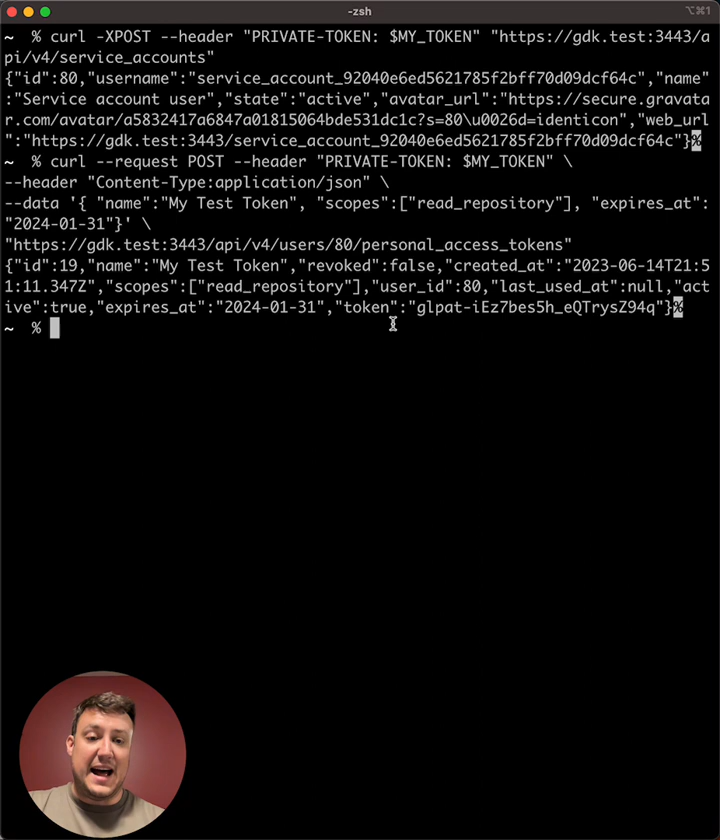 -zsh
⌥⌘1
~ % curl -XPOST --header "PRIVATE-TOKEN: $MY_TOKEN" "https://gdk.test:3443/a
pi/v4/service_accounts"
{"id":80,"username":"service_account_92040e6ed5621785f2bff70d09dcf64c","name"
:"Service account user","state":"active","avatar_url":"https://secure.gravata
r.com/avatar/a5832417a6847a01815064bde531dc1c?s=80\u0026d=identicon","web_url
":"https://gdk.test:3443/service_account_92040e6ed5621785f2bff70d09dcf64c"}%
~ % curl --request POST --header "PRIVATE-TOKEN: $MY_TOKEN" \
--header "Content-Type:application/json" \
--data '{ "name":"My Test Token", "scopes":["read_repository"], "expires_at":
"2024-01-31"}' \
"https://gdk.test:3443/api/v4/users/80/personal_access_tokens"
{"id":19,"name":"My Test Token","revoked":false,"created_at":"2023-06-14T21:5
1:11.347Z","scopes":["read_repository"],"user_id":80,"last_used_at":null,"act
ive":true,"expires_at":"2024-01-31","token":"glpat-iEz7bes5h_eQTrysZ94q"}%
~ %